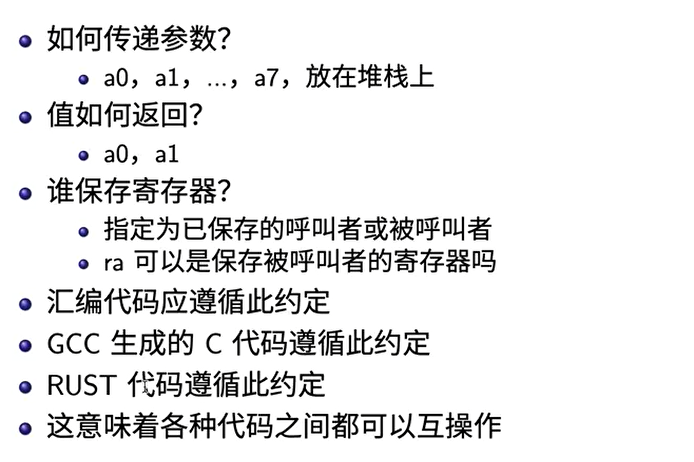 如何传递参数？
a0，a1，...，a7，放在堆栈上
值如何返回？
a0，a1
谁保存寄存器？
指定为已保存的呼叫者或被呼叫者
ra 可以是保存被呼叫者的寄存器吗
汇编代码应遵循此约定
GCC 生成的 C 代码遵循此约定
RUST 代码遵循此约定
这意味着各种代码之间都可以互操作